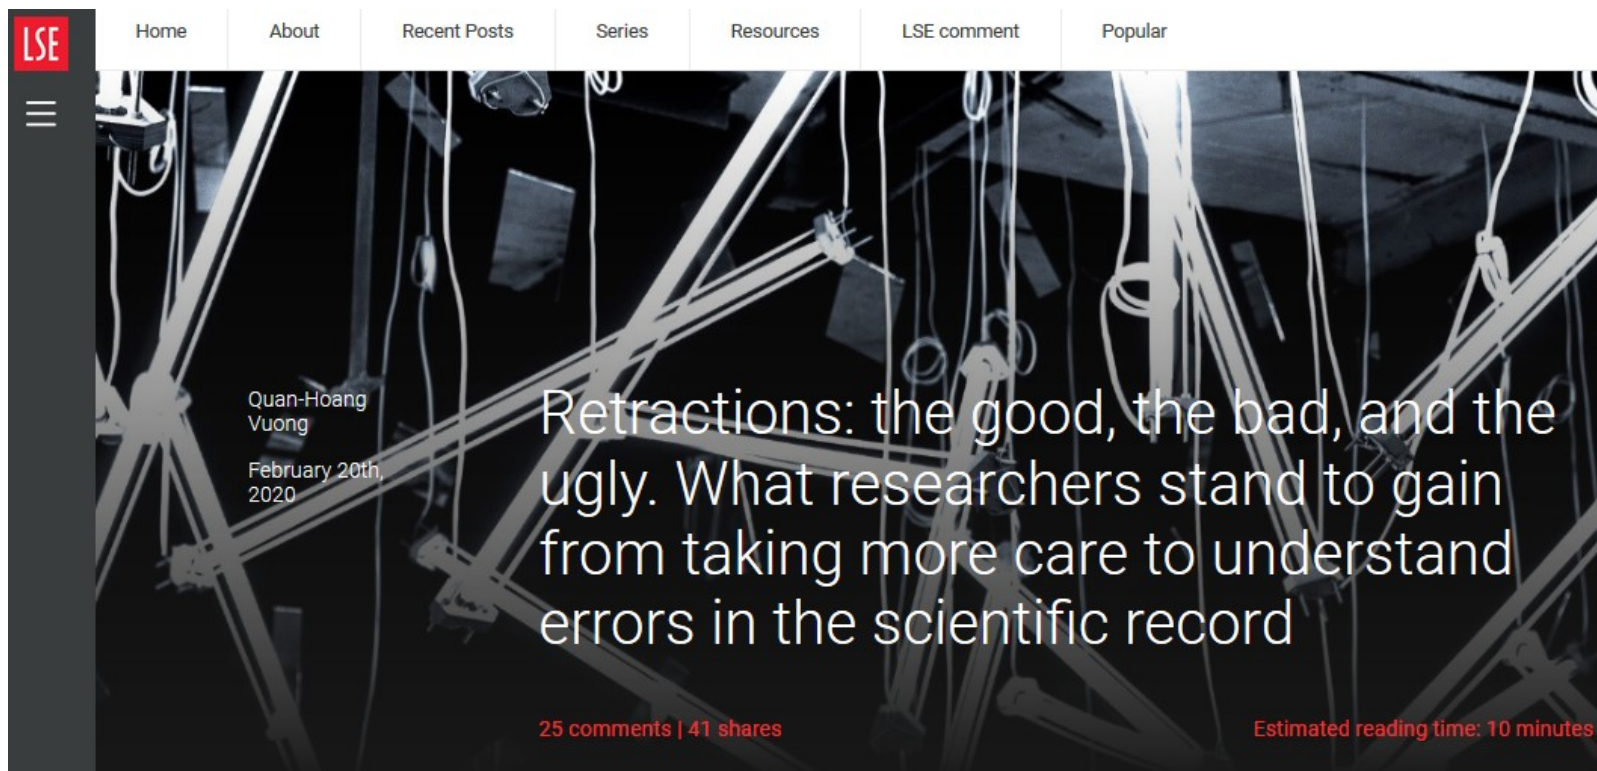 LSE
Home
About
Recent Posts
Series
Resources
LSE comment
Popular
Quan-Hoang
Vuong
February 20th,
2020
Retractions: the good, the bad, and the
ugly. What researchers stand to gain
from taking more care to understand
errors in the scientific record
25 comments | 41 shares
Estimated reading time: 10 minutes